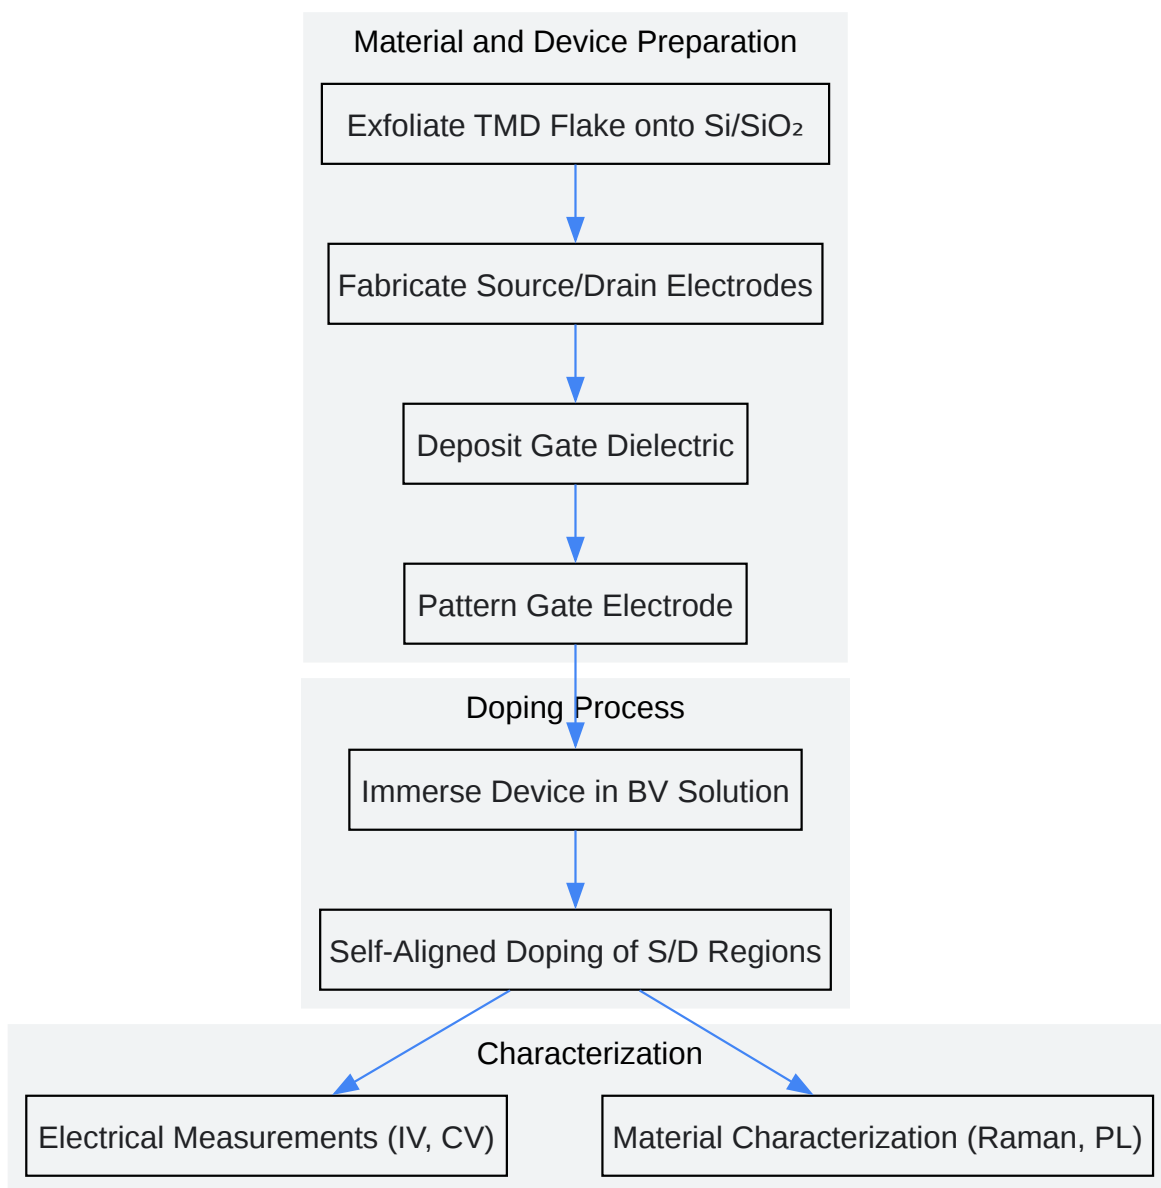 Material and Device Preparation
Exfoliate TMD Flake onto Si/SiO₂
Fabricate Source/Drain Electrodes
Deposit Gate Dielectric
Pattern Gate Electrode
Doping Process
Immerse Device in BV Solution
Self-Aligned Doping of S/D Regions
Characterization
Electrical Measurements (IV, CV)
Material Characterization (Raman, PL)